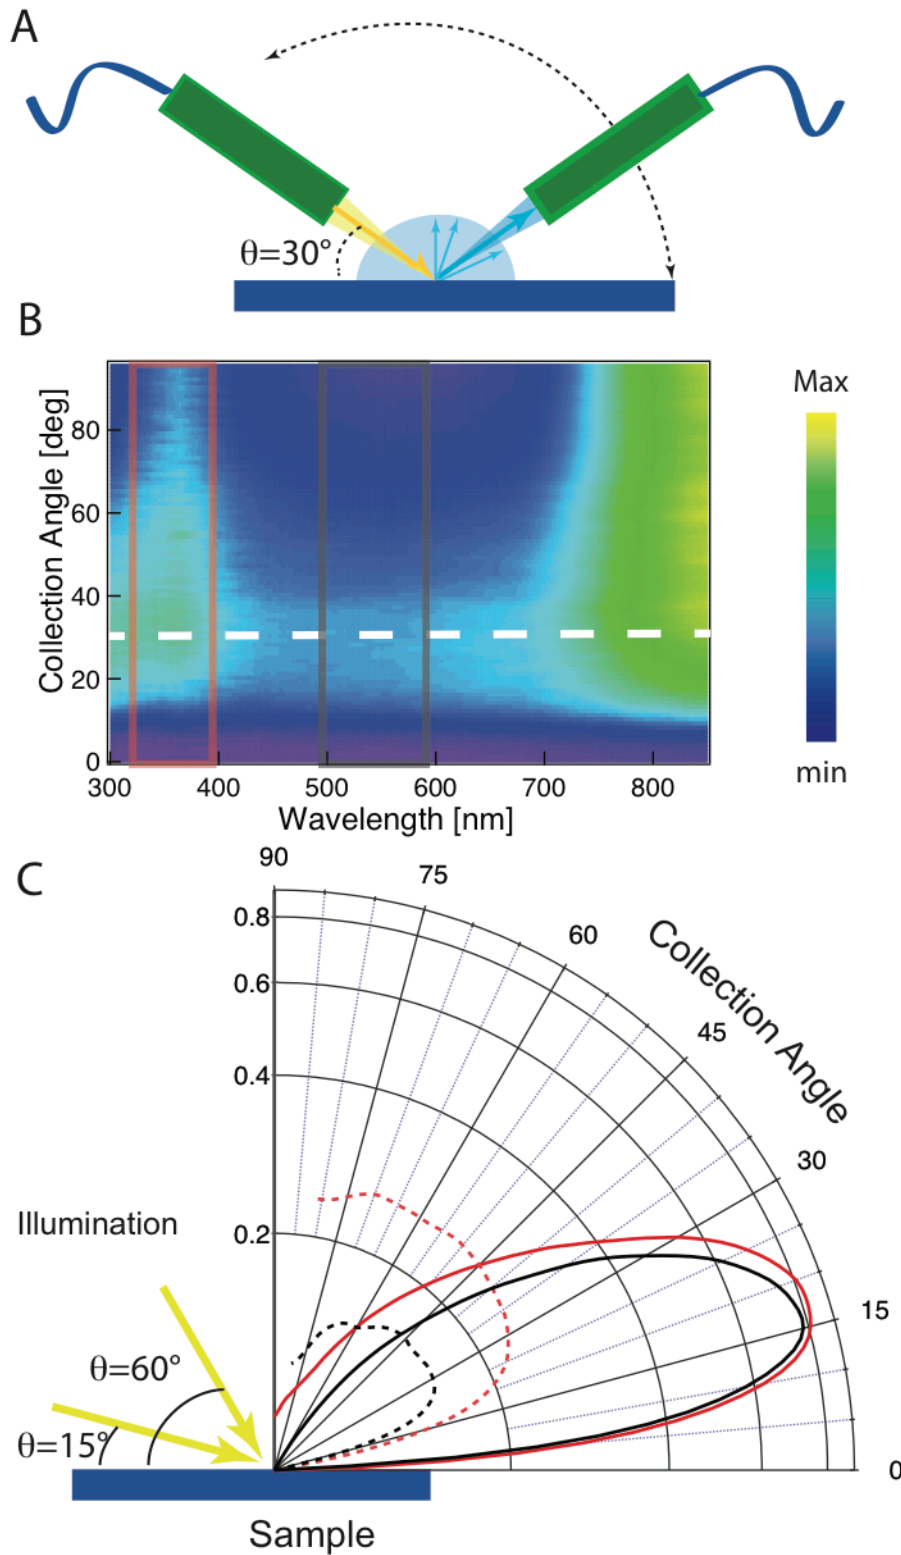 A
θ=30°
B
Collection Angle [deg]
80
60
40
20
0
300 400 500 600 700 800
Wavelength [nm]
Max
min
C
90
75
60
45
30
15
0
Collection Angle
0.8
0.6
0.4
0.2
Illumination
θ=60°
θ=15°
Sample